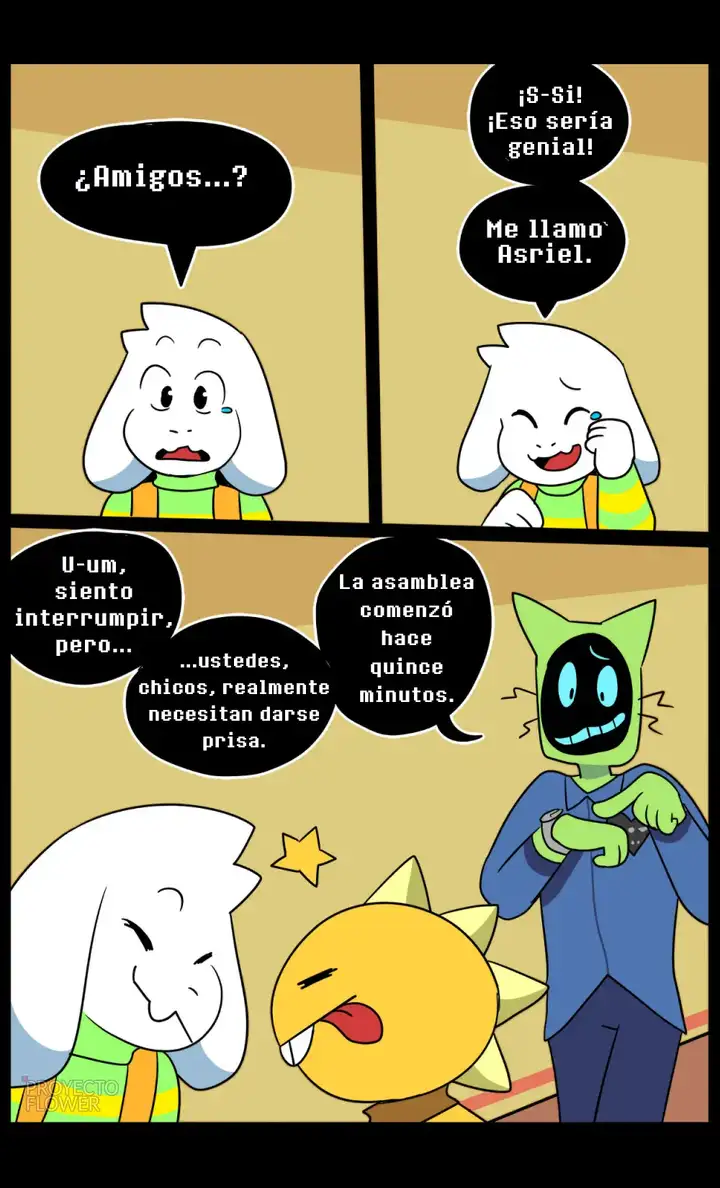 ¿Amigos...?
¡S-Si!
¡Eso sería
genial!
Me llamo
Asriel.
U-um,
siento
interrumpir,
pero...
...ustedes,
chicos, realmente
necesitan darse
prisa.
La asamblea
comenzó
hace
quince
minutos.
PROYECTO
FLOWER